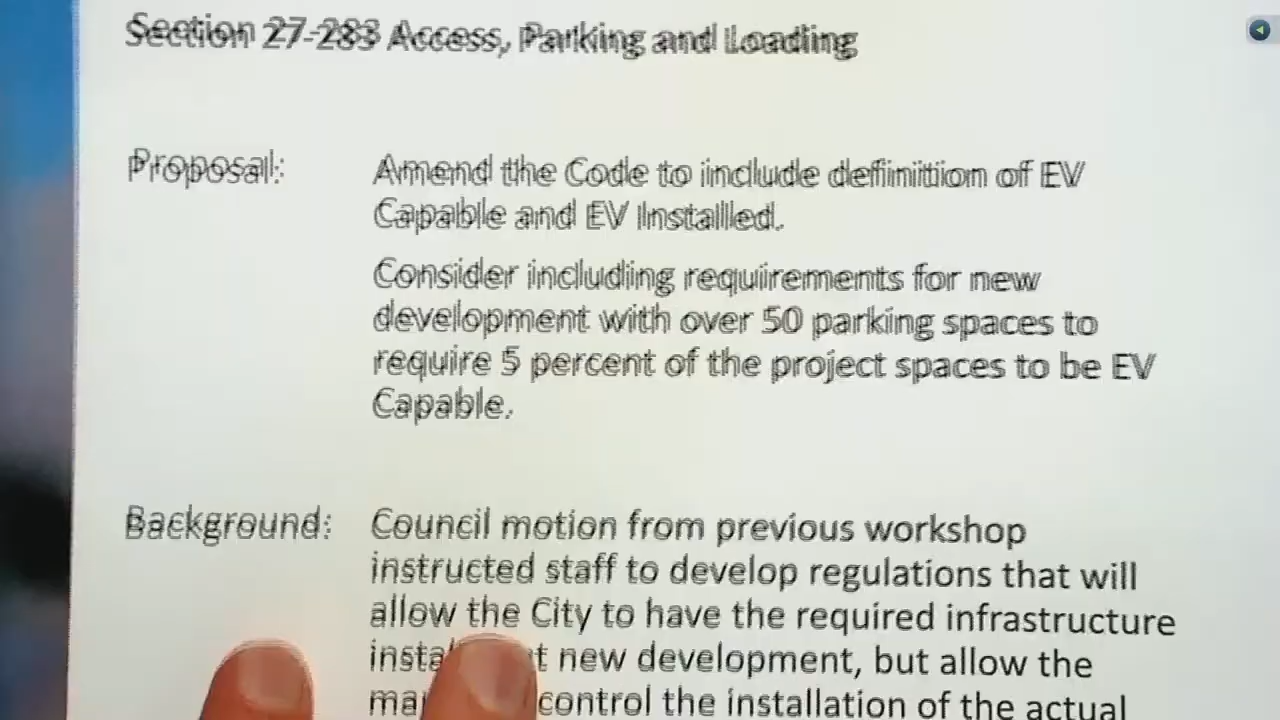 Section 27-283 Access, Parking and Loading
Proposal: Amend the Code to include definition of EV
Capable and EV Installed.
Consider including requirements for new
development with over 50 parking spaces to
require 5 percent of the project spaces to be EV
Capable.
Background: Council motion from previous workshop
instructed staff to develop regulations that will
allow the City to have the required infrastructure
new development, but allow the
control the installation of the actual